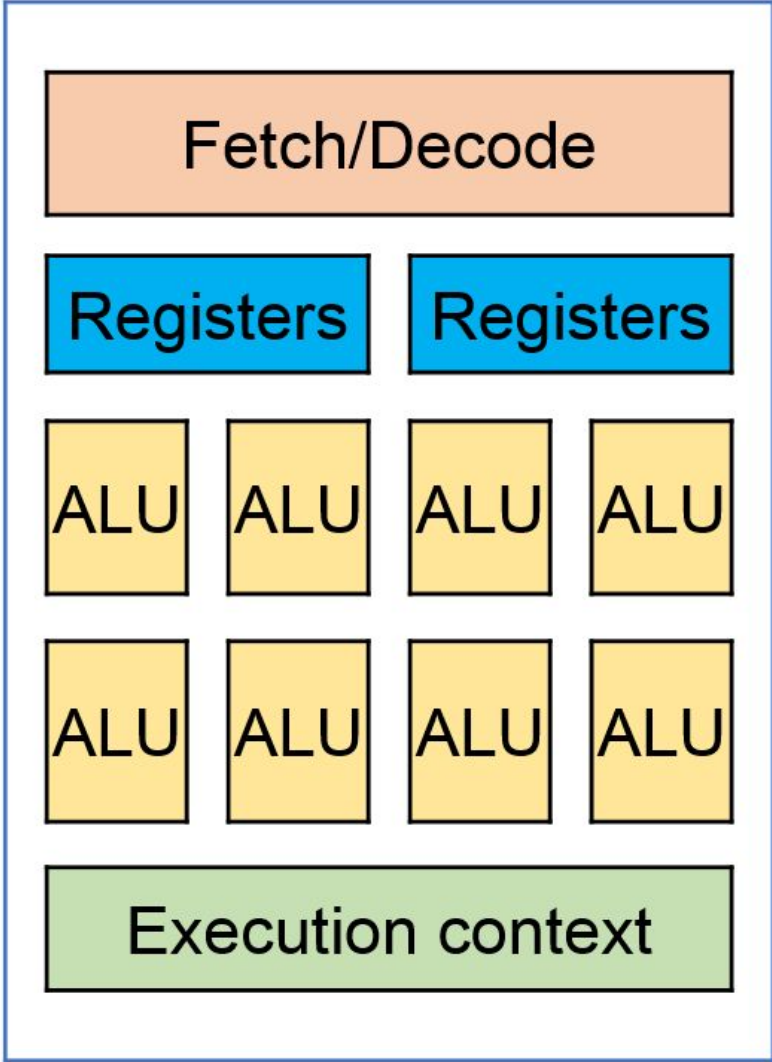 Fetch/Decode
Registers Registers
ALU ALU ALU ALU
ALU ALU ALU ALU
Execution context